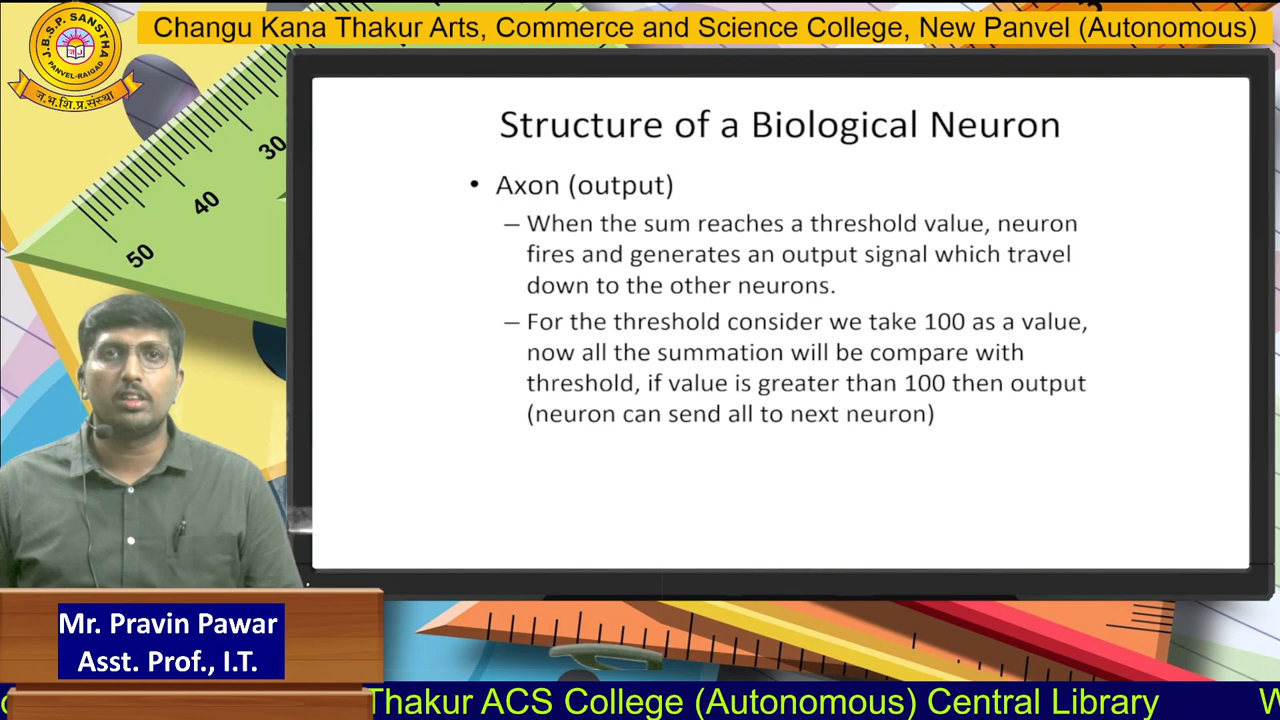 Changu Kana Thakur Arts, Commerce and Science College, New Panvel (Autonomous)
J.B.S.P. SANSTHA
PANVEL-RAIGAD
ज.भ.शि.प्र.संस्था
30
40
50
Structure of a Biological Neuron
• Axon (output)
– When the sum reaches a threshold value, neuron
fires and generates an output signal which travel
down to the other neurons.
– For the threshold consider we take 100 as a value,
now all the summation will be compare with
threshold, if value is greater than 100 then output
(neuron can send all to next neuron)
Mr. Pravin Pawar
Asst. Prof., I.T.
Thakur ACS College (Autonomous) Central Library